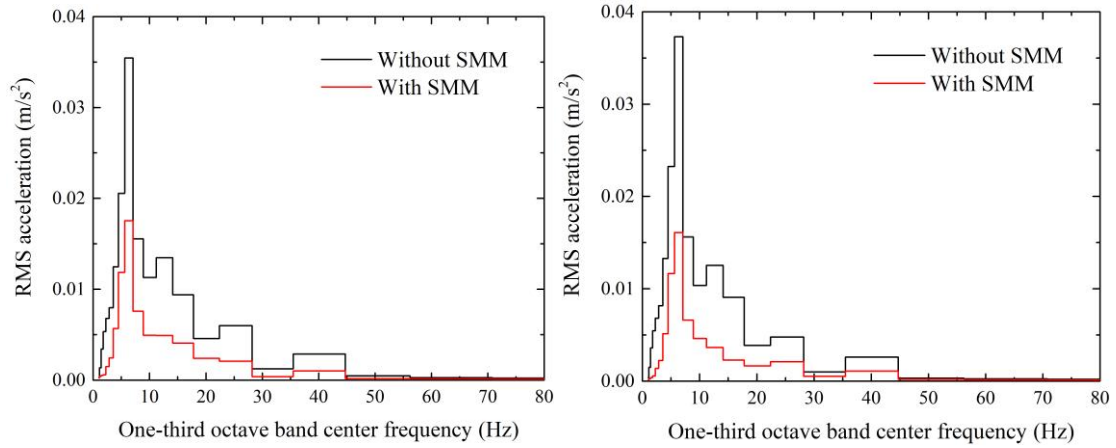 0.04
0.03
0.02
0.01
0.00
RMS acceleration (m/s²)
Without SMM
With SMM
0 10 20 30 40 50 60 70 80
One-third octave band center frequency (Hz)
0.04
0.03
0.02
0.01
0.00
RMS acceleration (m/s²)
Without SMM
With SMM
0 10 20 30 40 50 60 70 80
One-third octave band center frequency (Hz)